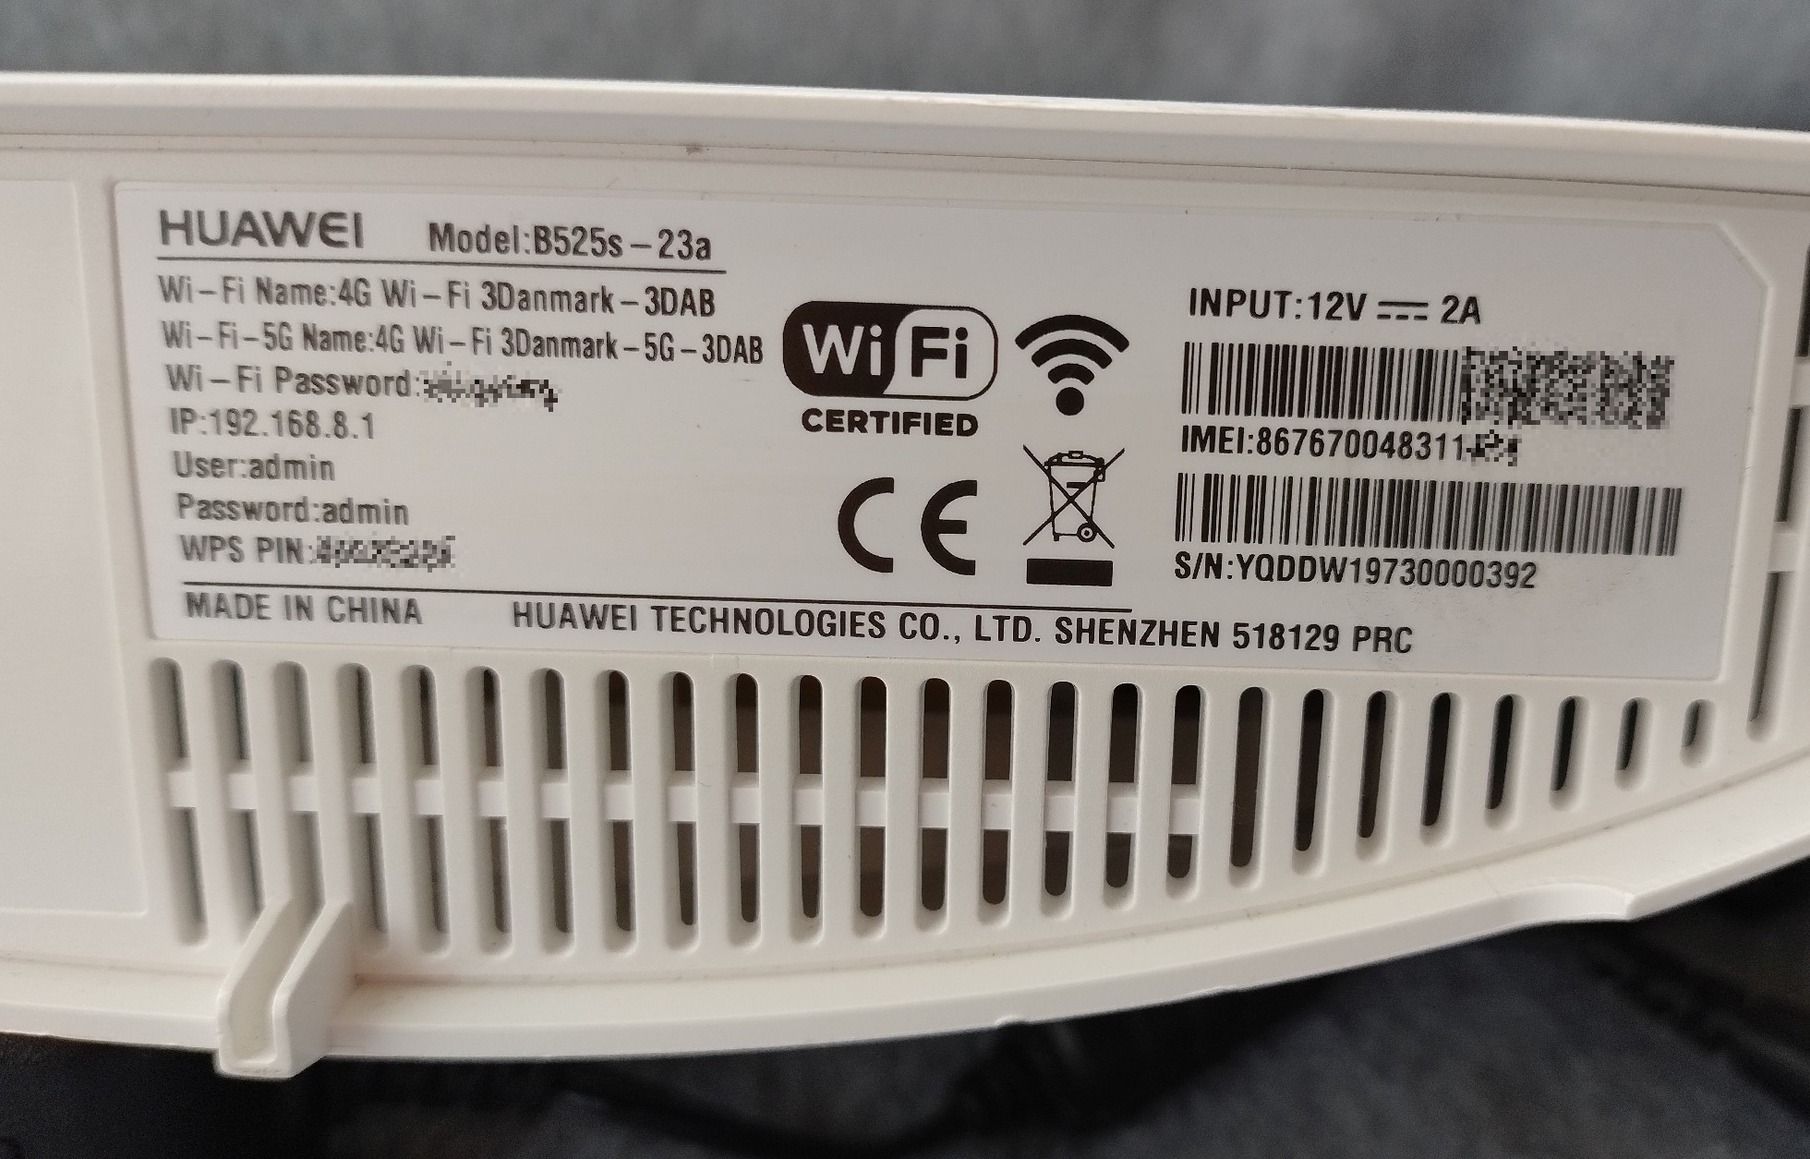 HUAWEI Model:B525s-23a
Wi-Fi Name:4G Wi-Fi 3Danmark-3DAB
Wi-Fi-5G Name:4G Wi-Fi 3Danmark-5G-3DAB
Wi-Fi Password:
IP:192.168.8.1
User:admin
Password:admin
WPS PIN:
MADE IN CHINA
WiFi
CERTIFIED
CE
INPUT:12V ⎓ 2A
IMEI:867670048311
S/N:YQDDW19730000392
HUAWEI TECHNOLOGIES CO., LTD. SHENZHEN 518129 PRC